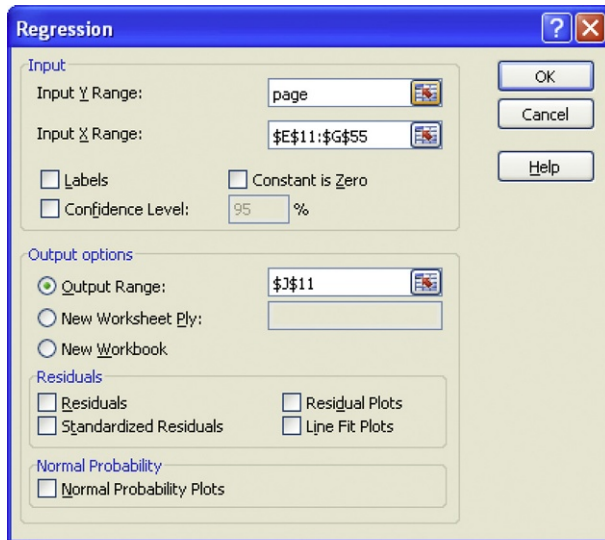 Regression
Input
Input Y Range: page
Input X Range: $E$11:$G$55
Labels Constant is Zero
Confidence Level: 95 %
OK
Cancel
Help
Output options
Output Range: $J$11
New Worksheet Ply:
New Workbook
Residuals
Residuals Residual Plots
Standardized Residuals Line Fit Plots
Normal Probability
Normal Probability Plots